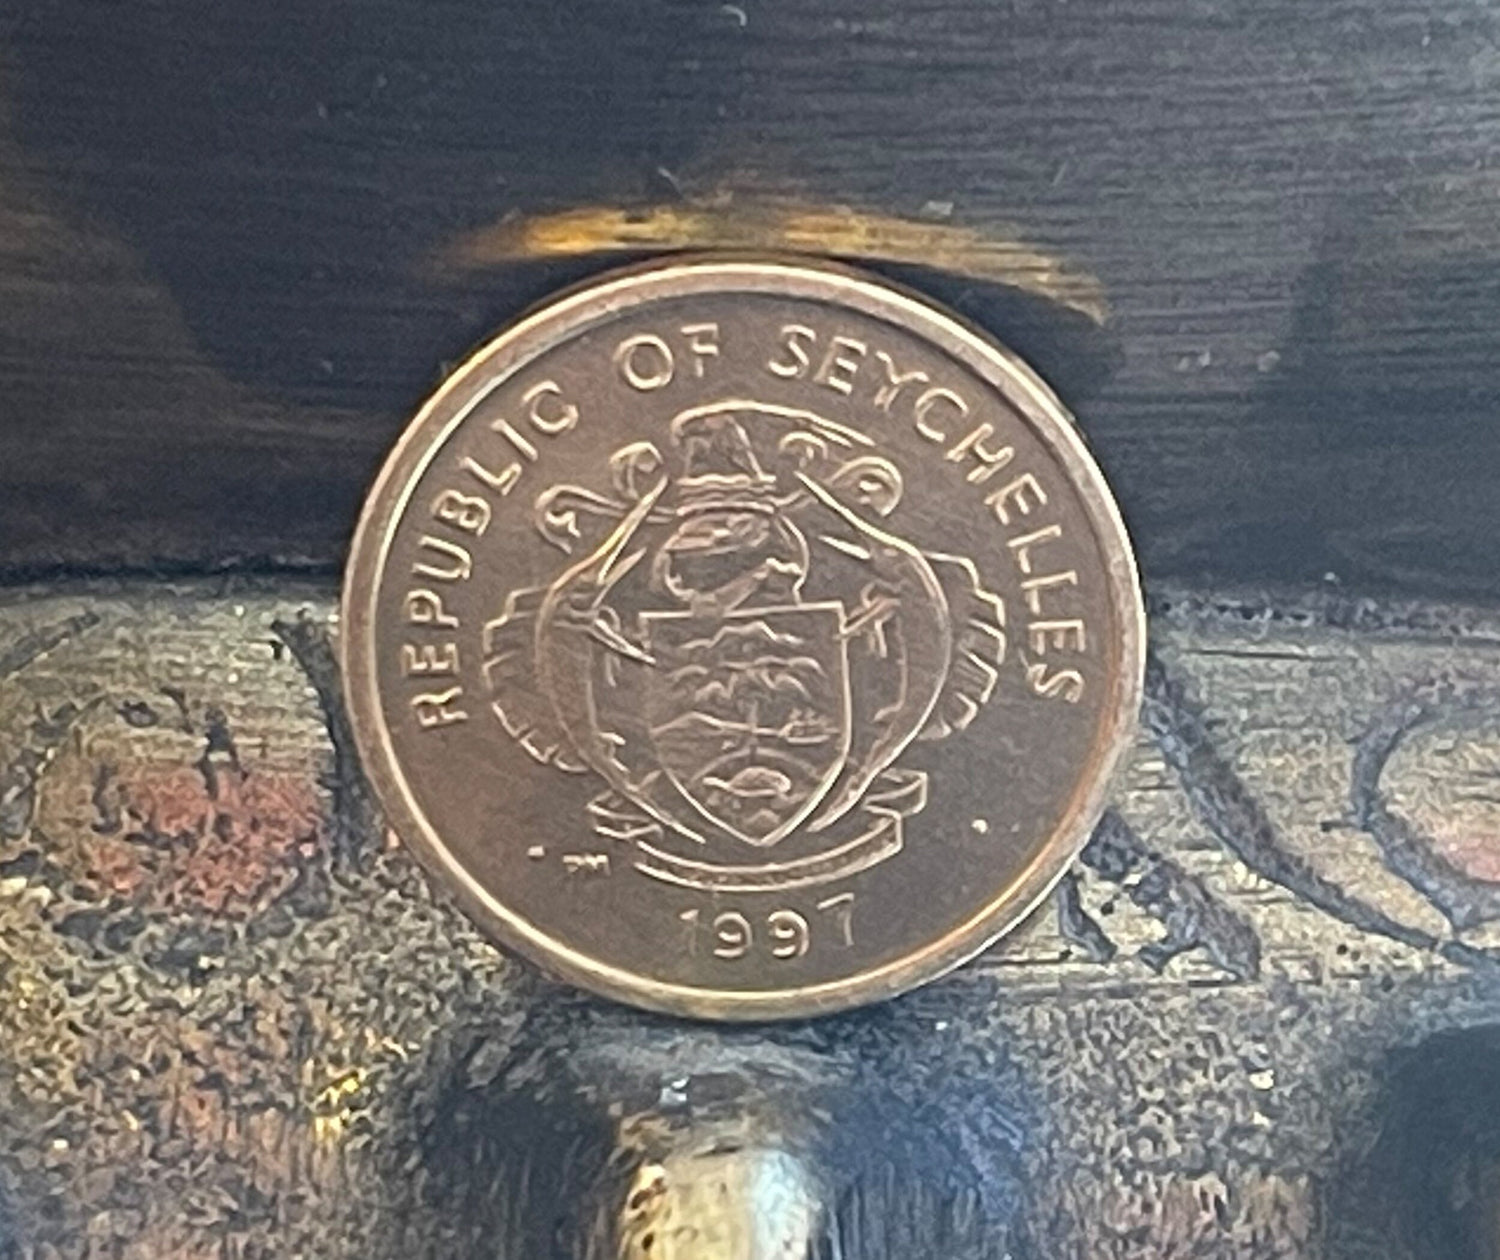 REPUBLIC OF SEYCHELLES
PM
1997